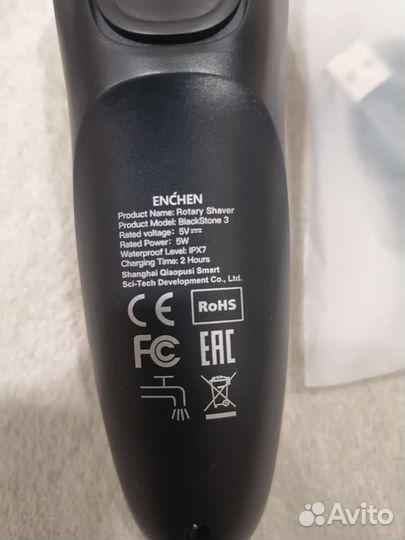 ENCHEN
Product Name: Rotary Shaver
Product Model: BlackStone 3
Rated voltage: 5V⎓
Rated Power: 5W
Waterproof Level: IPX7
Charging Time: 2 Hours
Shanghai Qiaopusi Smart
Sci-Tech Development Co., Ltd.
CE RoHS
FC EAC
Avito